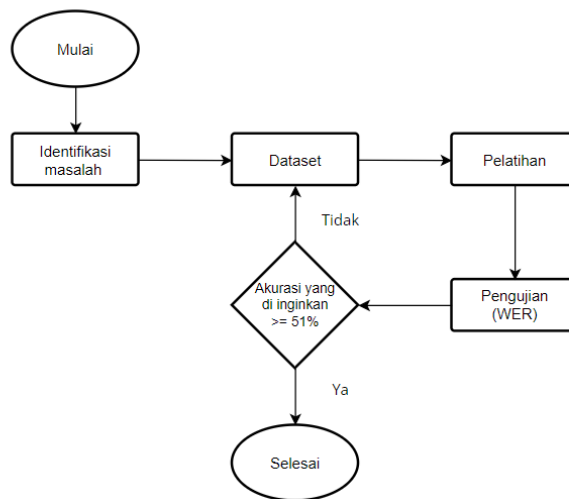 Mulai
Identifikasi
masalah
Dataset
Pelatihan
Tidak
Akurasi yang
di inginkan
>= 51%
Pengujian
(WER)
Ya
Selesai